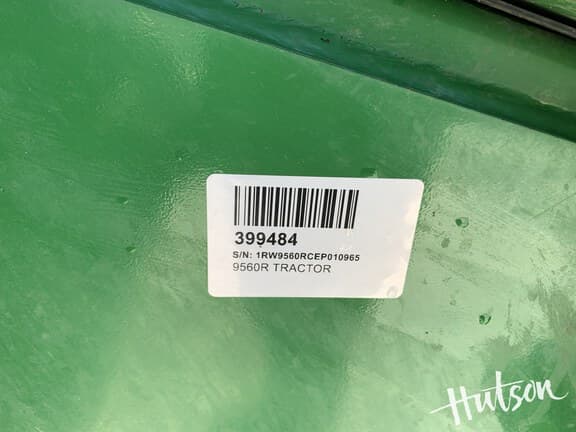 399484
S/N: 1RW9560RCEP010965
9560R TRACTOR
Hutson